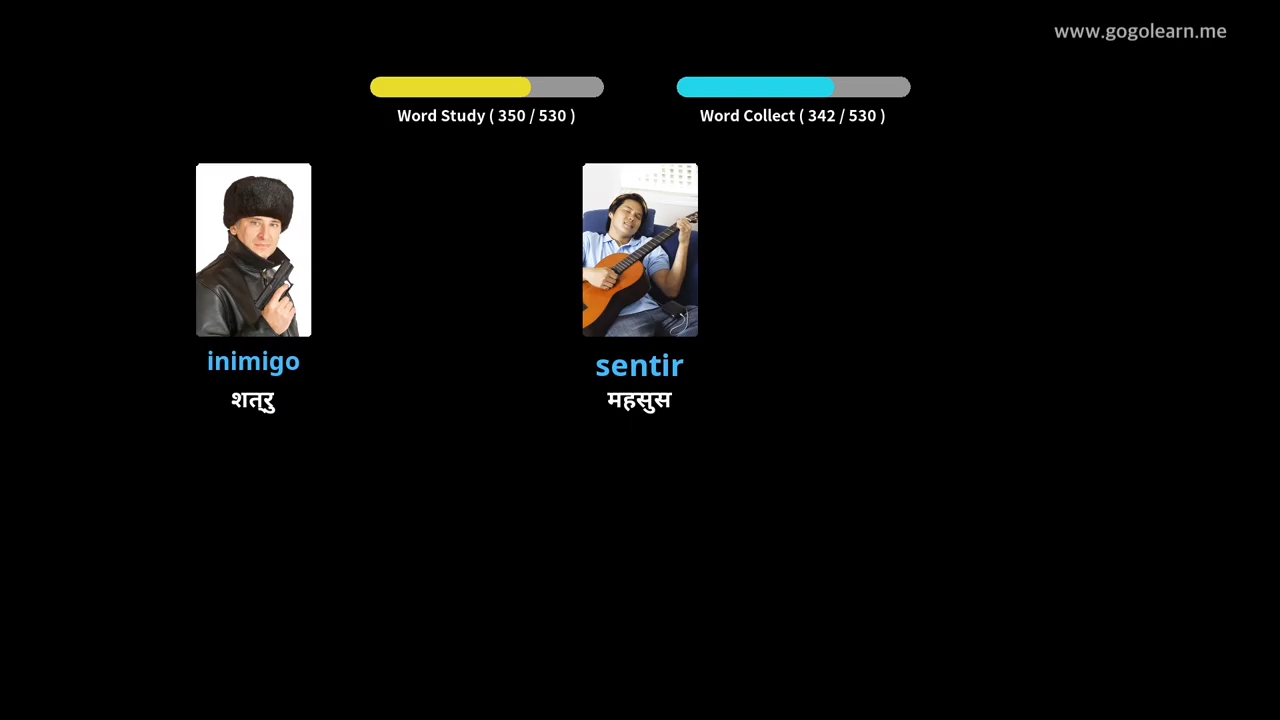 www.gogolearn.me
Word Study ( 350 / 530 )
Word Collect ( 342 / 530 )
inimigo
शत्रु
sentir
महसुस